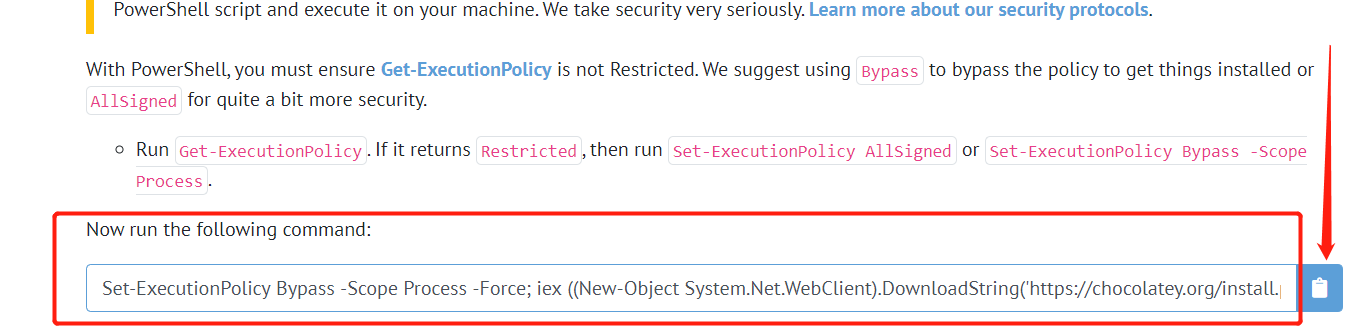 PowerShell script and execute it on your machine. We take security very seriously. Learn more about our security protocols.
With PowerShell, you must ensure Get-ExecutionPolicy is not Restricted. We suggest using Bypass to bypass the policy to get things installed or
AllSigned for quite a bit more security.
Run Get-ExecutionPolicy. If it returns Restricted, then run Set-ExecutionPolicy AllSigned or Set-ExecutionPolicy Bypass -Scope
Process.
Now run the following command:
Set-ExecutionPolicy Bypass -Scope Process -Force; iex ((New-Object System.Net.WebClient).DownloadString('https://chocolatey.org/install.